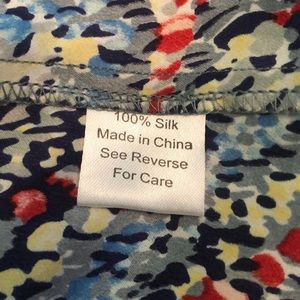 100% Silk
Made in China
See Reverse
For Care